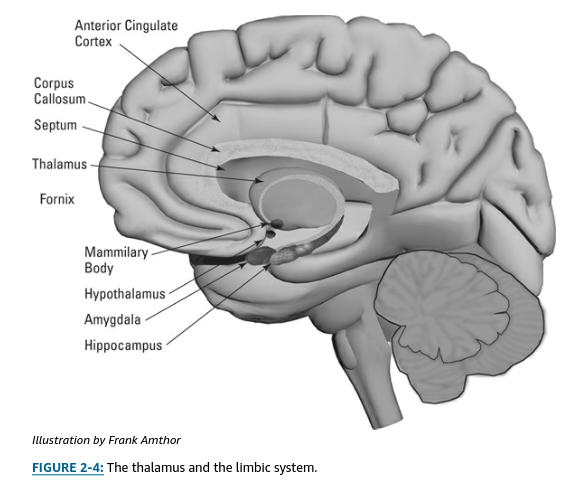 Anterior Cingulate
Cortex
Corpus
Callosum
Septum
Thalamus
Fornix
Mammilary
Body
Hypothalamus
Amygdala
Hippocampus
Illustration by Frank Amthor
FIGURE 2-4: The thalamus and the limbic system.